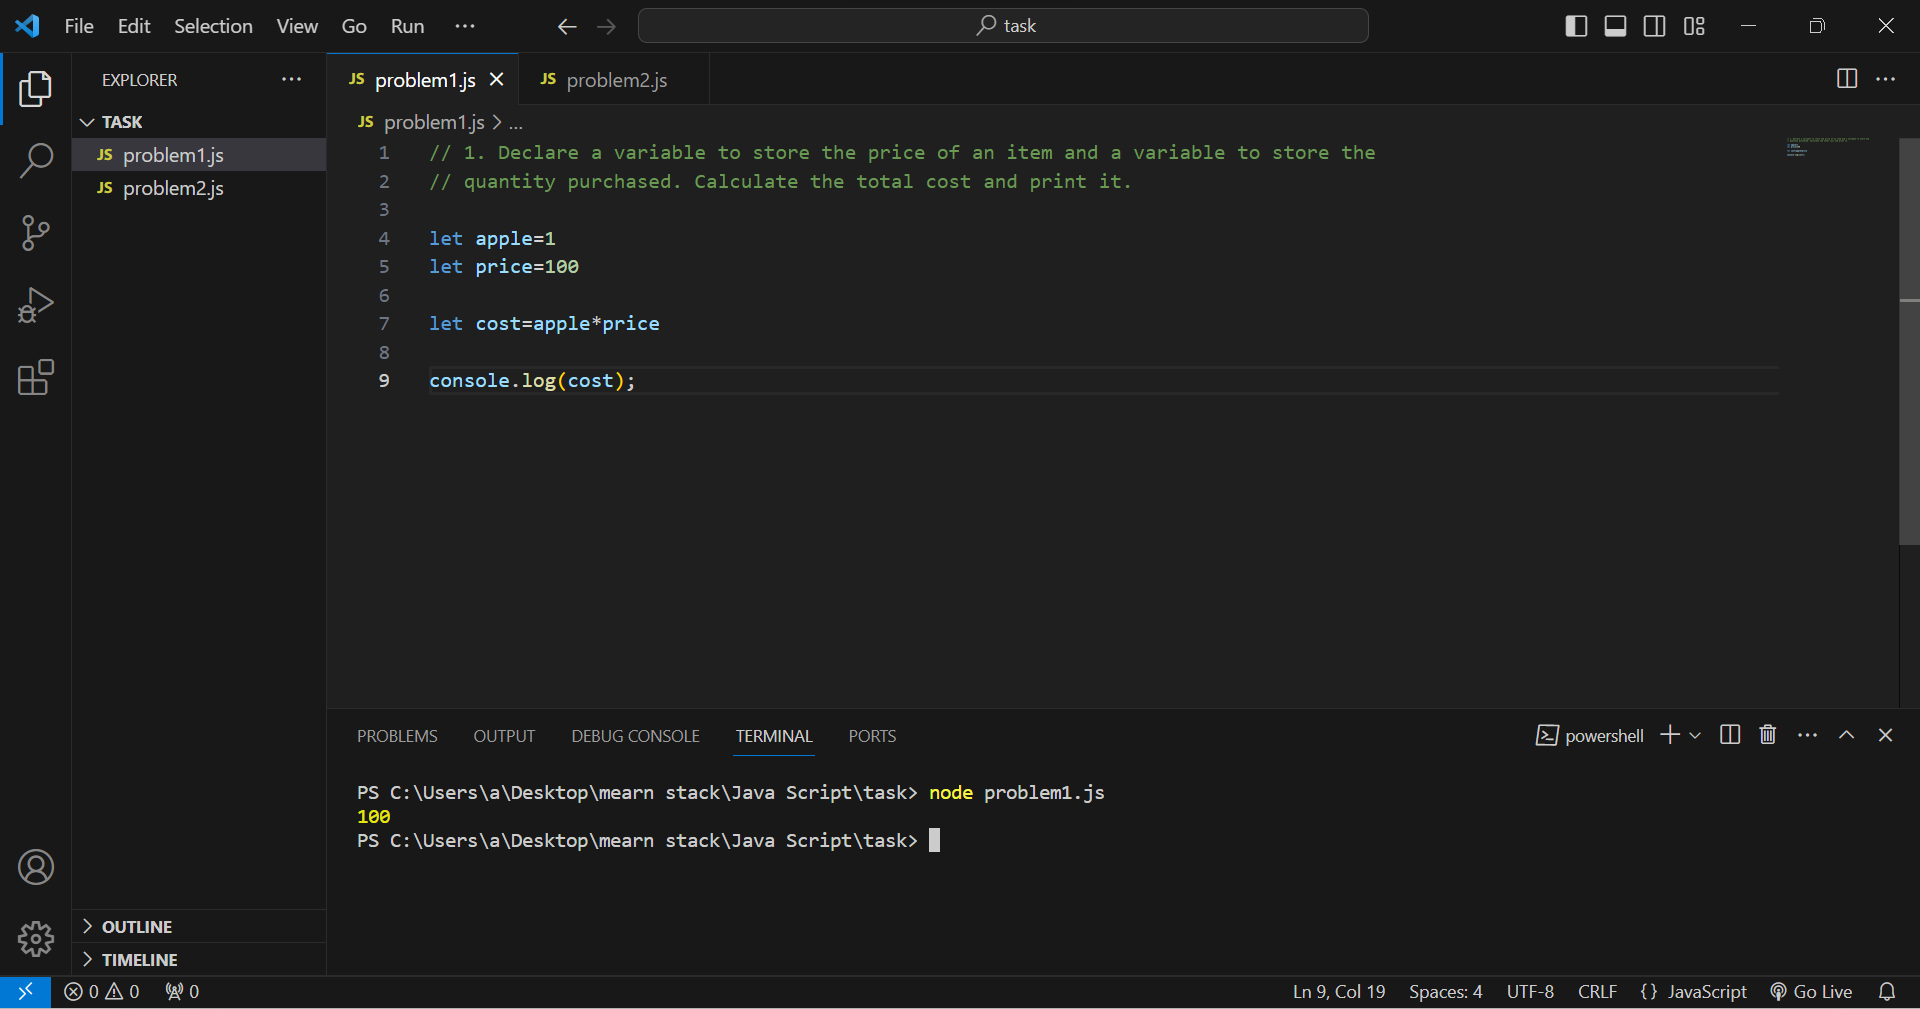 File Edit Selection View Go Run ··· task
EXPLORER ···
TASK
JS problem1.js
JS problem2.js
JS problem1.js JS problem2.js ···
JS problem1.js > ...
1 // 1. Declare a variable to store the price of an item and a variable to store the
2 // quantity purchased. Calculate the total cost and print it.
3
4 let apple=1
5 let price=100
6
7 let cost=apple*price
8
9 console.log(cost);
PROBLEMS OUTPUT DEBUG CONSOLE TERMINAL PORTS powershell ···
PS C:\Users\a\Desktop\mearn stack\Java Script\task> node problem1.js
100
PS C:\Users\a\Desktop\mearn stack\Java Script\task>
OUTLINE
TIMELINE
0 0 0 Ln 9, Col 19 Spaces: 4 UTF-8 CRLF {} JavaScript Go Live